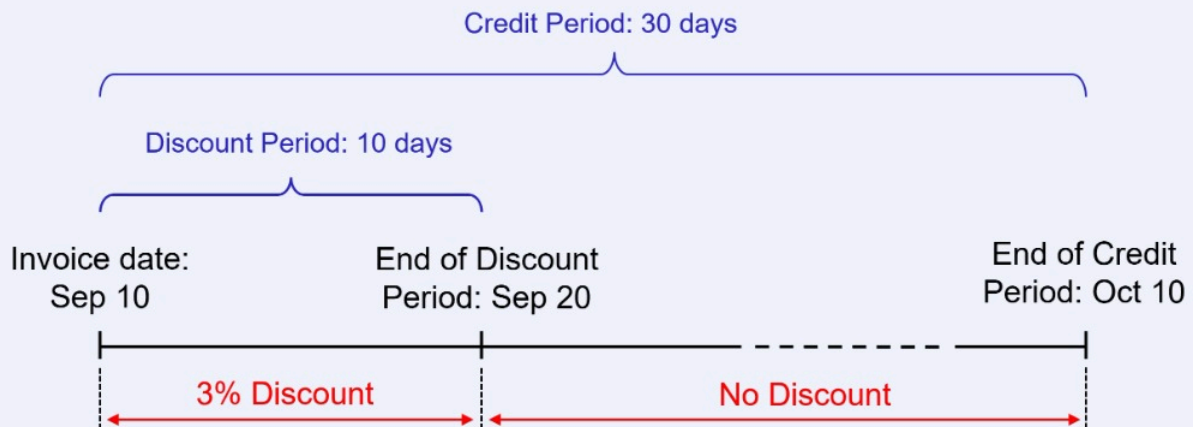 Credit Period: 30 days
Discount Period: 10 days
Invoice date:
Sep 10
End of Discount
Period: Sep 20
End of Credit
Period: Oct 10
3% Discount
No Discount